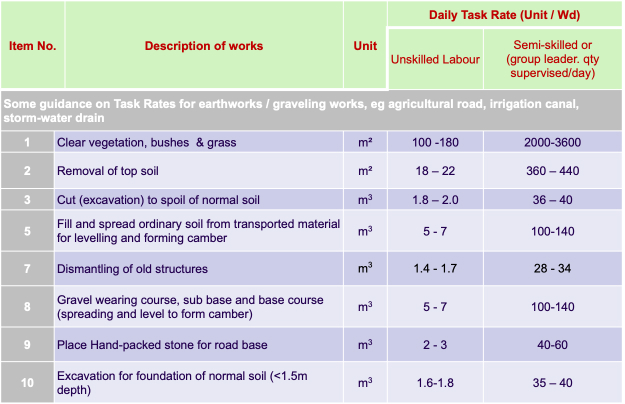 Item No. Description of works Unit Daily Task Rate (Unit / Wd)
Unskilled Labour Semi-skilled or
(group leader. qty
supervised/day)
Some guidance on Task Rates for earthworks / graveling works, eg agricultural road, irrigation canal,
storm-water drain
1 Clear vegetation, bushes & grass m² 100 -180 2000-3600
2 Removal of top soil m² 18 – 22 360 – 440
3 Cut (excavation) to spoil of normal soil m³ 1.8 – 2.0 36 – 40
5 Fill and spread ordinary soil from transported material
for levelling and forming camber m³ 5 - 7 100-140
7 Dismantling of old structures m³ 1.4 - 1.7 28 - 34
8 Gravel wearing course, sub base and base course
(spreading and level to form camber) m³ 5 - 7 100-140
9 Place Hand-packed stone for road base m³ 2 - 3 40-60
10 Excavation for foundation of normal soil (<1.5m
depth) m³ 1.6-1.8 35 – 40